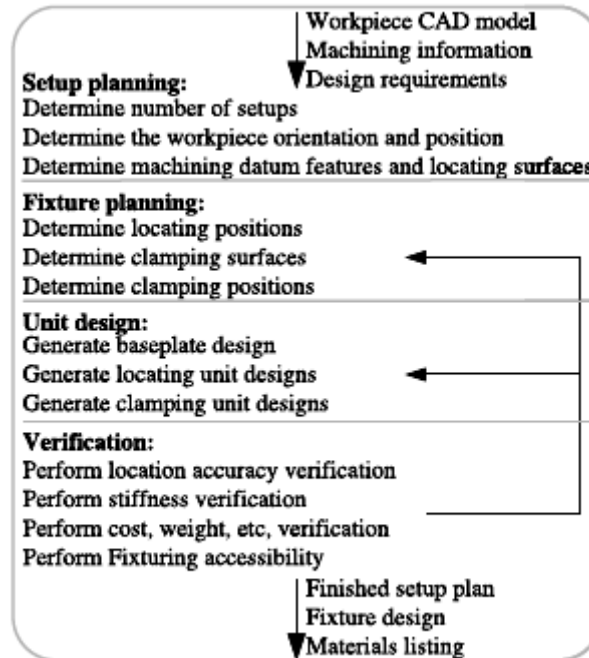 Workpiece CAD model
Machining information
Design requirements
Setup planning:
Determine number of setups
Determine the workpiece orientation and position
Determine machining datum features and locating surfaces
Fixture planning:
Determine locating positions
Determine clamping surfaces
Determine clamping positions
Unit design:
Generate baseplate design
Generate locating unit designs
Generate clamping unit designs
Verification:
Perform location accuracy verification
Perform stiffness verification
Perform cost, weight, etc, verification
Perform Fixturing accessibility
Finished setup plan
Fixture design
Materials listing